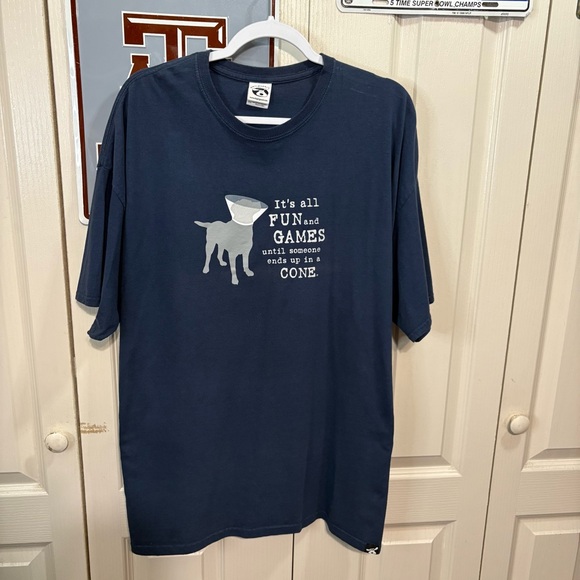 5 TIME SUPER BOWL CHAMPS
It's all
FUN and
GAMES
until someone
ends up in a
CONE.